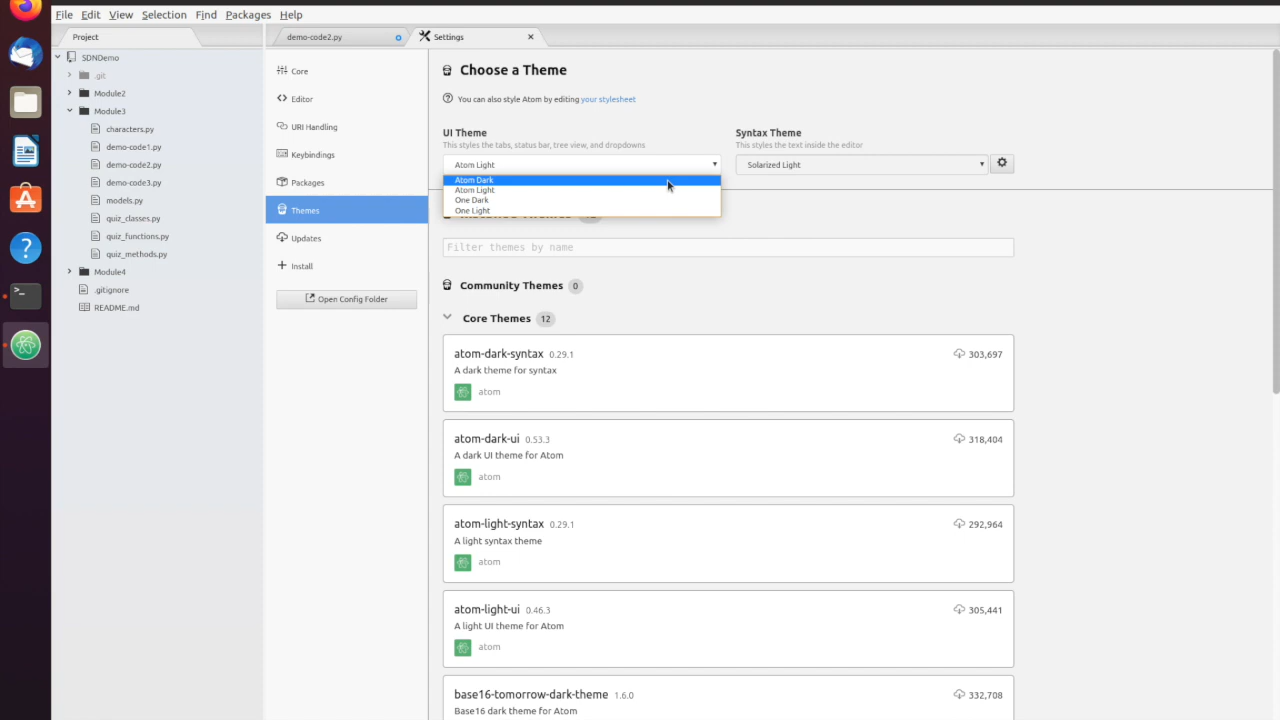 File Edit View Selection Find Packages Help
Project
demo-code2.py
Settings
SDNDemo
.git
Module2
Module3
characters.py
demo-code1.py
demo-code2.py
demo-code3.py
models.py
quiz_classes.py
quiz_functions.py
quiz_methods.py
Module4
.gitignore
README.md
Core
Editor
URI Handling
Keybindings
Packages
Themes
Updates
Install
Open Config Folder
Choose a Theme
You can also style Atom by editing your stylesheet
UI Theme
This styles the tabs, status bar, tree view, and dropdowns
Atom Light
Atom Dark
Atom Light
One Dark
One Light
Syntax Theme
This styles the text inside the editor
Solarized Light
Filter themes by name
Community Themes 0
Core Themes 12
atom-dark-syntax 0.29.1 303,697
A dark theme for syntax
atom
atom-dark-ui 0.53.3 318,404
A dark UI theme for Atom
atom
atom-light-syntax 0.29.1 292,964
A light syntax theme
atom
atom-light-ui 0.46.3 305,441
A light UI theme for Atom
atom
base16-tomorrow-dark-theme 1.6.0 332,708
Base16 dark theme for Atom